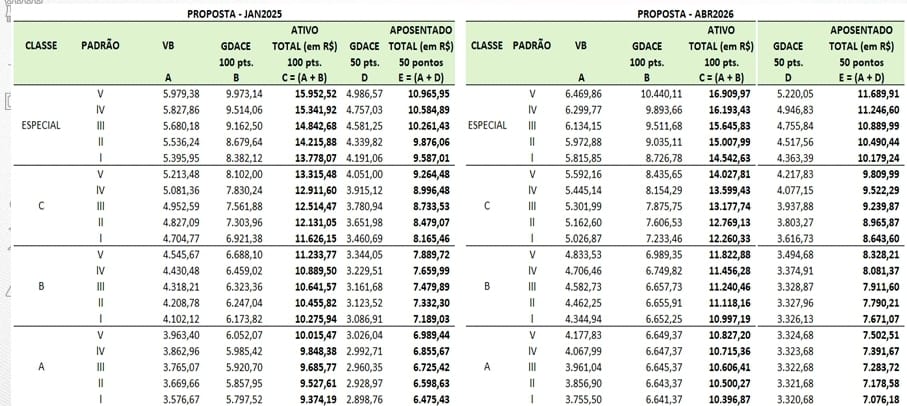 PROPOSTA - JAN2025 PROPOSTA - ABR2026
CLASSE PADRÃO VB GDACE 100 pts. ATIVO TOTAL (em R$) 100 pts. GDACE 50 pts. APOSENTADO TOTAL (em R$) 50 pontos CLASSE PADRÃO VB GDACE 100 pts. ATIVO TOTAL (em R$) 100 pts. GDACE 50 pts. APOSENTADO TOTAL (em R$) 50 pontos
A B C = (A + B) D E = (A + D) A B C = (A + B) D E = (A + D)
V 5.979,38 9.973,14 15.952,52 4.986,57 10.965,95 V 6.469,86 10.440,11 16.909,97 5.220,05 11.689,91
IV 5.827,86 9.514,06 15.341,92 4.757,03 10.584,89 IV 6.299,77 9.893,66 16.193,43 4.946,83 11.246,60
ESPECIAL III 5.680,18 9.162,50 14.842,68 4.581,25 10.261,43 ESPECIAL III 6.134,15 9.511,68 15.645,83 4.755,84 10.889,99
II 5.536,24 8.679,64 14.215,88 4.339,82 9.876,06 II 5.972,88 9.035,11 15.007,99 4.517,56 10.490,44
I 5.395,95 8.382,12 13.778,07 4.191,06 9.587,01 I 5.815,85 8.726,78 14.542,63 4.363,39 10.179,24
V 5.213,48 8.102,00 13.315,48 4.051,00 9.264,48 V 5.592,16 8.435,65 14.027,81 4.217,83 9.809,99
IV 5.081,36 7.830,24 12.911,60 3.915,12 8.996,48 IV 5.445,14 8.154,29 13.599,43 4.077,15 9.522,29
C III 4.952,59 7.561,88 12.514,47 3.780,94 8.733,53 C III 5.301,99 7.875,75 13.177,74 3.937,88 9.239,87
II 4.827,09 7.303,96 12.131,05 3.651,98 8.479,07 II 5.162,60 7.606,53 12.769,13 3.803,27 8.965,87
I 4.704,77 6.921,38 11.626,15 3.460,69 8.165,46 I 5.026,87 7.233,46 12.260,33 3.616,73 8.643,60
V 4.545,67 6.688,10 11.233,77 3.344,05 7.889,72 V 4.833,53 6.989,35 11.822,88 3.494,68 8.328,21
IV 4.430,48 6.459,02 10.889,50 3.229,51 7.659,99 IV 4.706,46 6.749,82 11.456,28 3.374,91 8.081,37
B III 4.318,21 6.323,36 10.641,57 3.161,68 7.479,89 B III 4.582,73 6.657,73 11.240,46 3.328,87 7.911,60
II 4.208,78 6.247,04 10.455,82 3.123,52 7.332,30 II 4.462,25 6.655,91 11.118,16 3.327,96 7.790,21
I 4.102,12 6.173,82 10.275,94 3.086,91 7.189,03 I 4.344,94 6.652,25 10.997,19 3.326,13 7.671,07
V 3.963,40 6.052,07 10.015,47 3.026,04 6.989,44 V 4.177,83 6.649,37 10.827,20 3.324,68 7.502,51
IV 3.862,96 5.985,42 9.848,38 2.992,71 6.855,67 IV 4.067,99 6.647,37 10.715,36 3.323,68 7.391,67
A III 3.765,07 5.920,70 9.685,77 2.960,35 6.725,42 A III 3.961,04 6.645,37 10.606,41 3.322,68 7.283,72
II 3.669,66 5.857,95 9.527,61 2.928,97 6.598,63 II 3.856,90 6.643,37 10.500,27 3.321,68 7.178,58
I 3.576,67 5.797,52 9.374,19 2.898,76 6.475,43 I 3.755,50 6.641,37 10.396,87 3.320,68 7.076,18